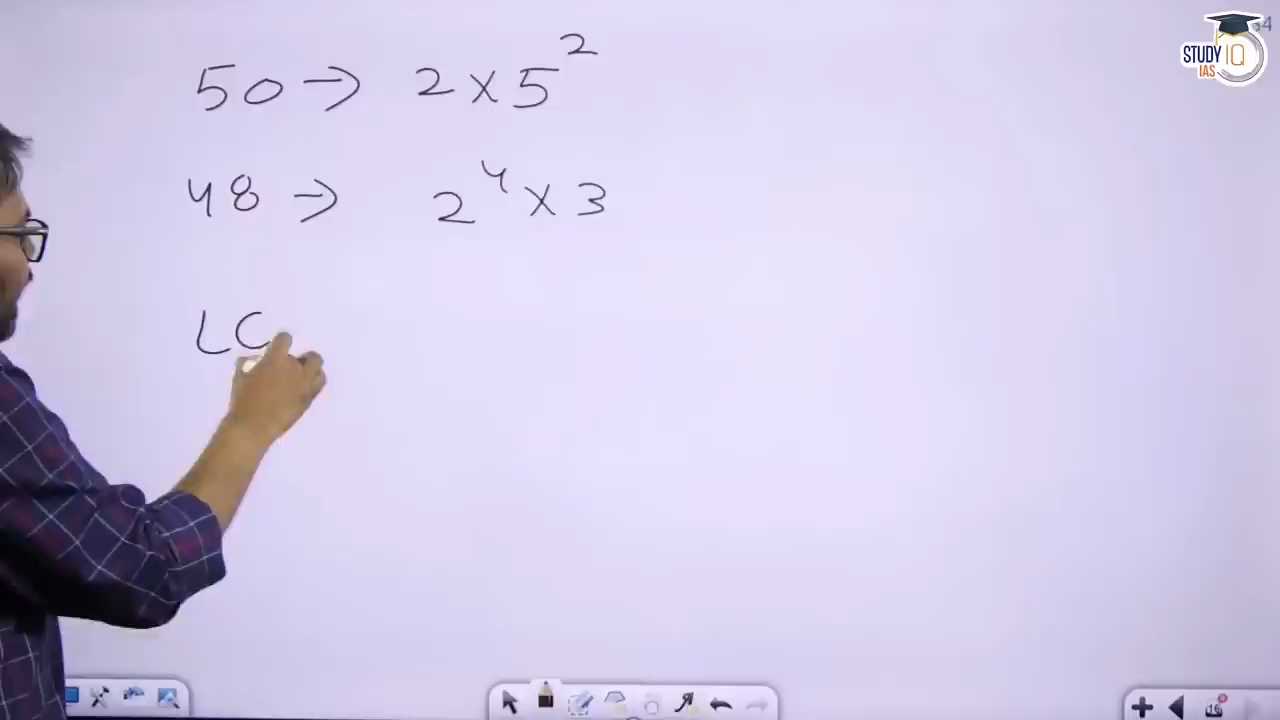 50 → 2 × 5²
48 → 2⁴ × 3
LC
STUDY IQ
IAS